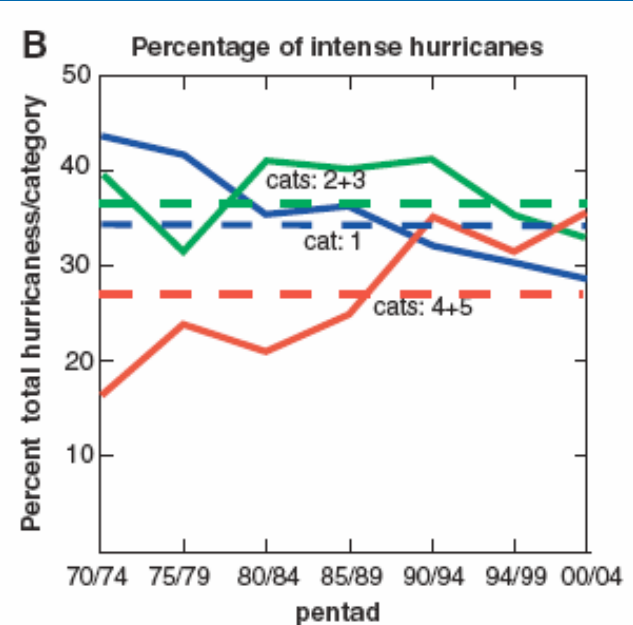 B
Percentage of intense hurricanes
Percent total hurricaness/category
50
40
30
20
10
cats: 2+3
cat: 1
cats: 4+5
70/74 75/79 80/84 85/89 90/94 94/99 00/04
pentad